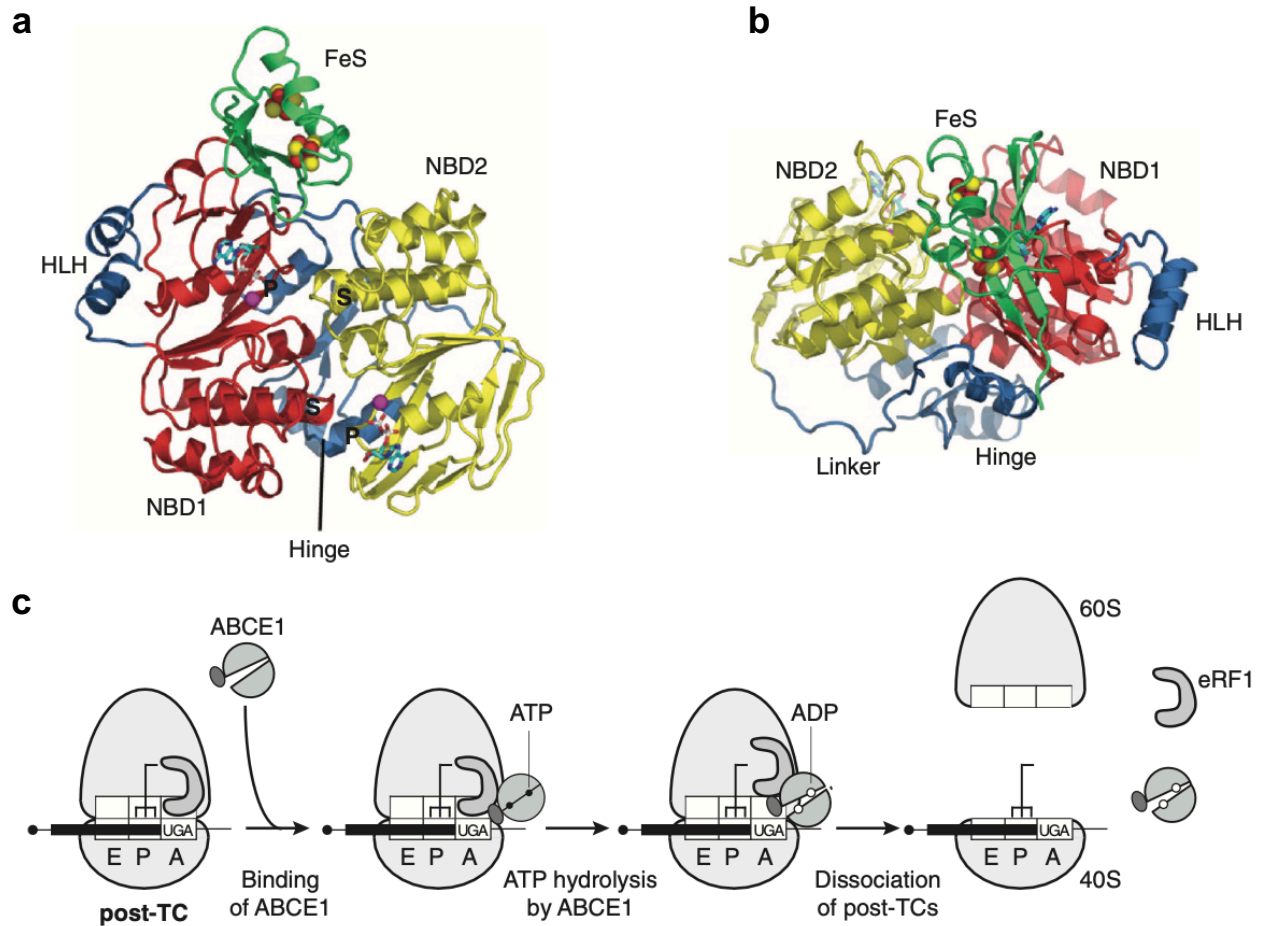 a
FeS
NBD2
HLH
P
S
S
P
NBD1
Hinge
b
FeS
NBD2
NBD1
HLH
Linker
Hinge
c
ABCE1
60S
eRF1
ATP
ADP
UGA
UGA
UGA
UGA
E P A
E P A
E P A
E P A
40S
post-TC
Binding
of ABCE1
ATP hydrolysis
by ABCE1
Dissociation
of post-TCs